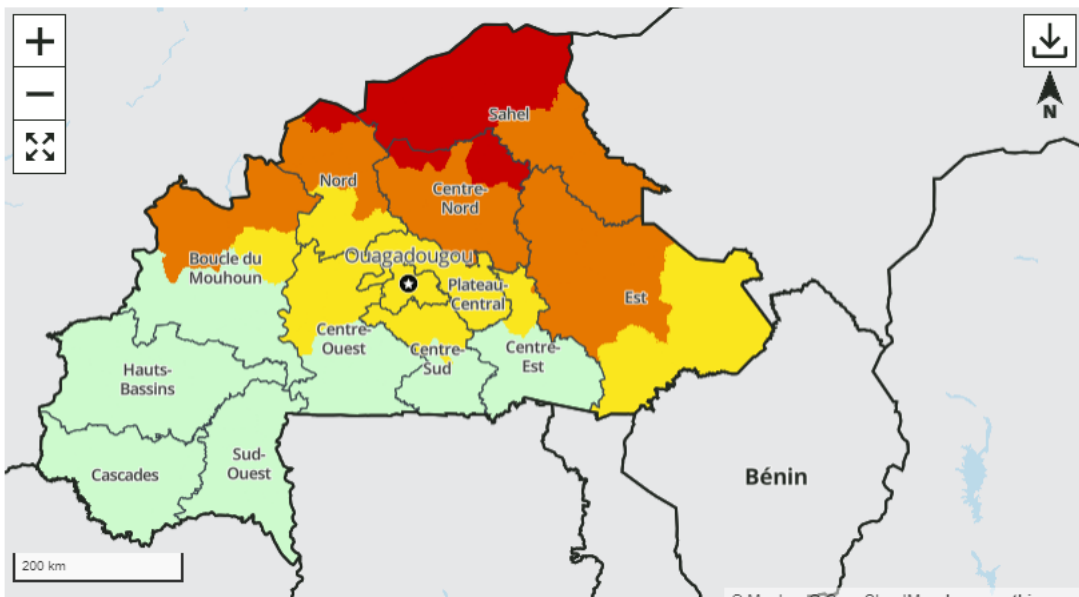 +
−
N
Sahel
Nord
Centre-
Nord
Boucle du
Mouhoun
Ouagadougou
Plateau-
Central
Est
Centre-
Ouest
Centre-
Sud
Centre-
Est
Hauts-
Bassins
Sud-
Ouest
Cascades
Bénin
200 km